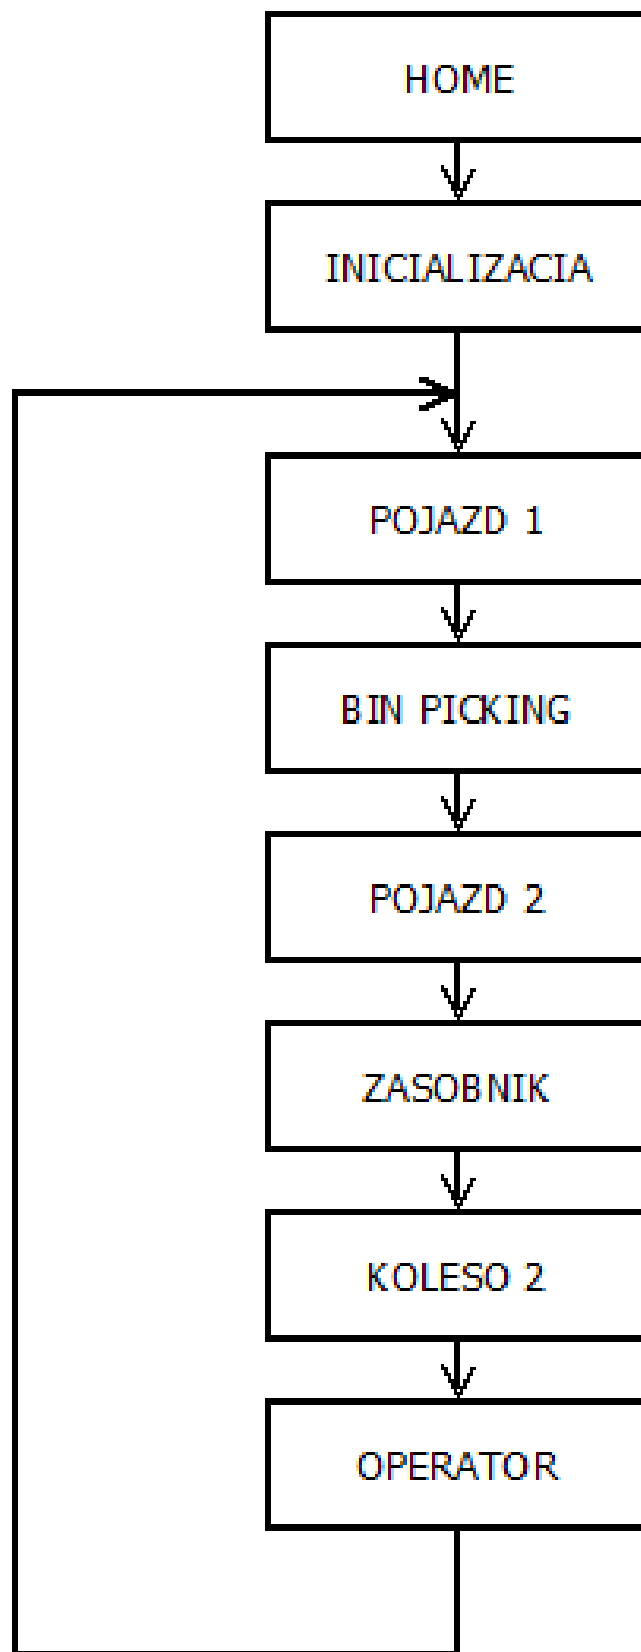 HOME
INICIALIZACIA
POJAZD 1
BIN PICKING
POJAZD 2
ZASOBNIK
KOLESO 2
OPERATOR